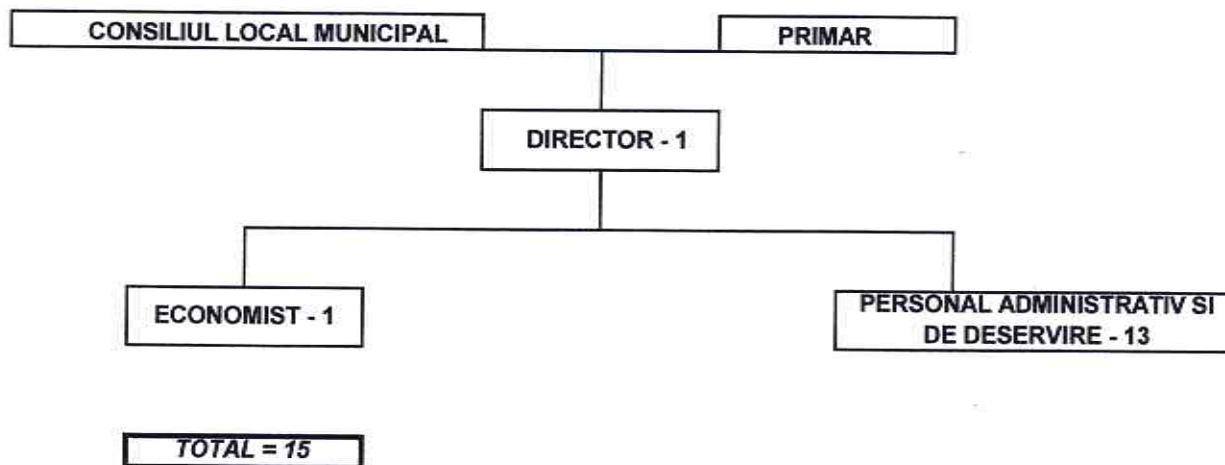 CONSILIUL LOCAL MUNICIPAL
PRIMAR
DIRECTOR - 1
ECONOMIST - 1
PERSONAL ADMINISTRATIV SI
DE DESERVIRE - 13
TOTAL = 15